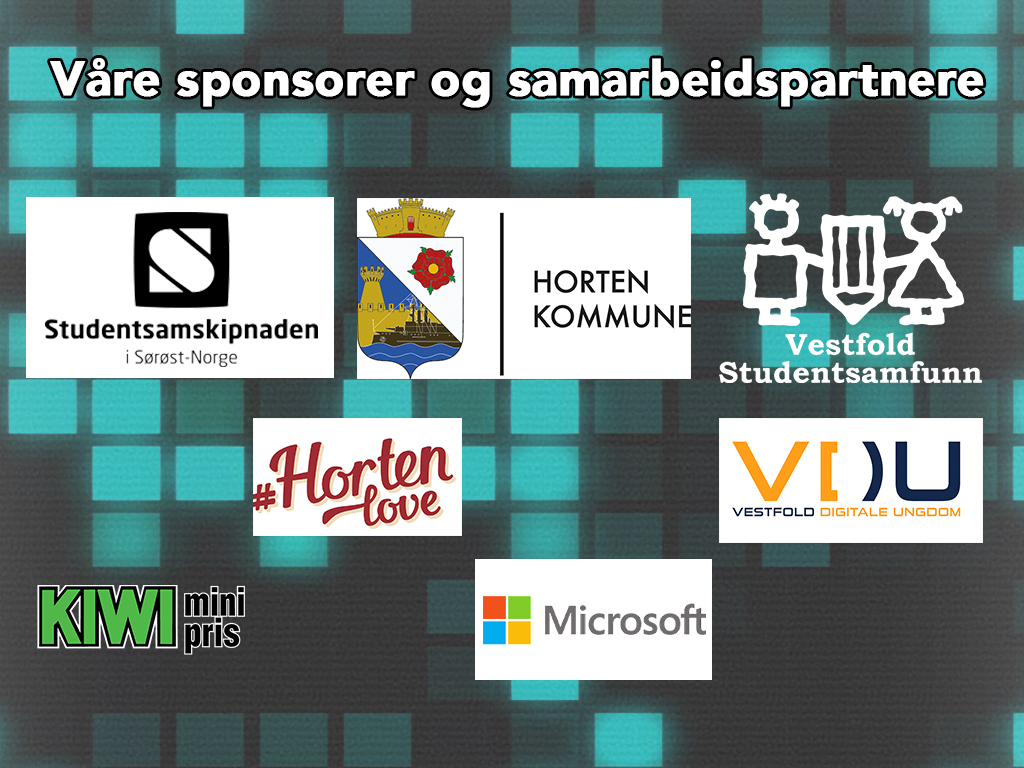 Våre sponsorer og samarbeidspartnere
Studentsamskipnaden
i Sørøst-Norge
HORTEN
KOMMUNE
Vestfold
Studentsamfunn
#Horten
love
V[)U
VESTFOLD DIGITALE UNGDOM
KIWI mini
pris
Microsoft